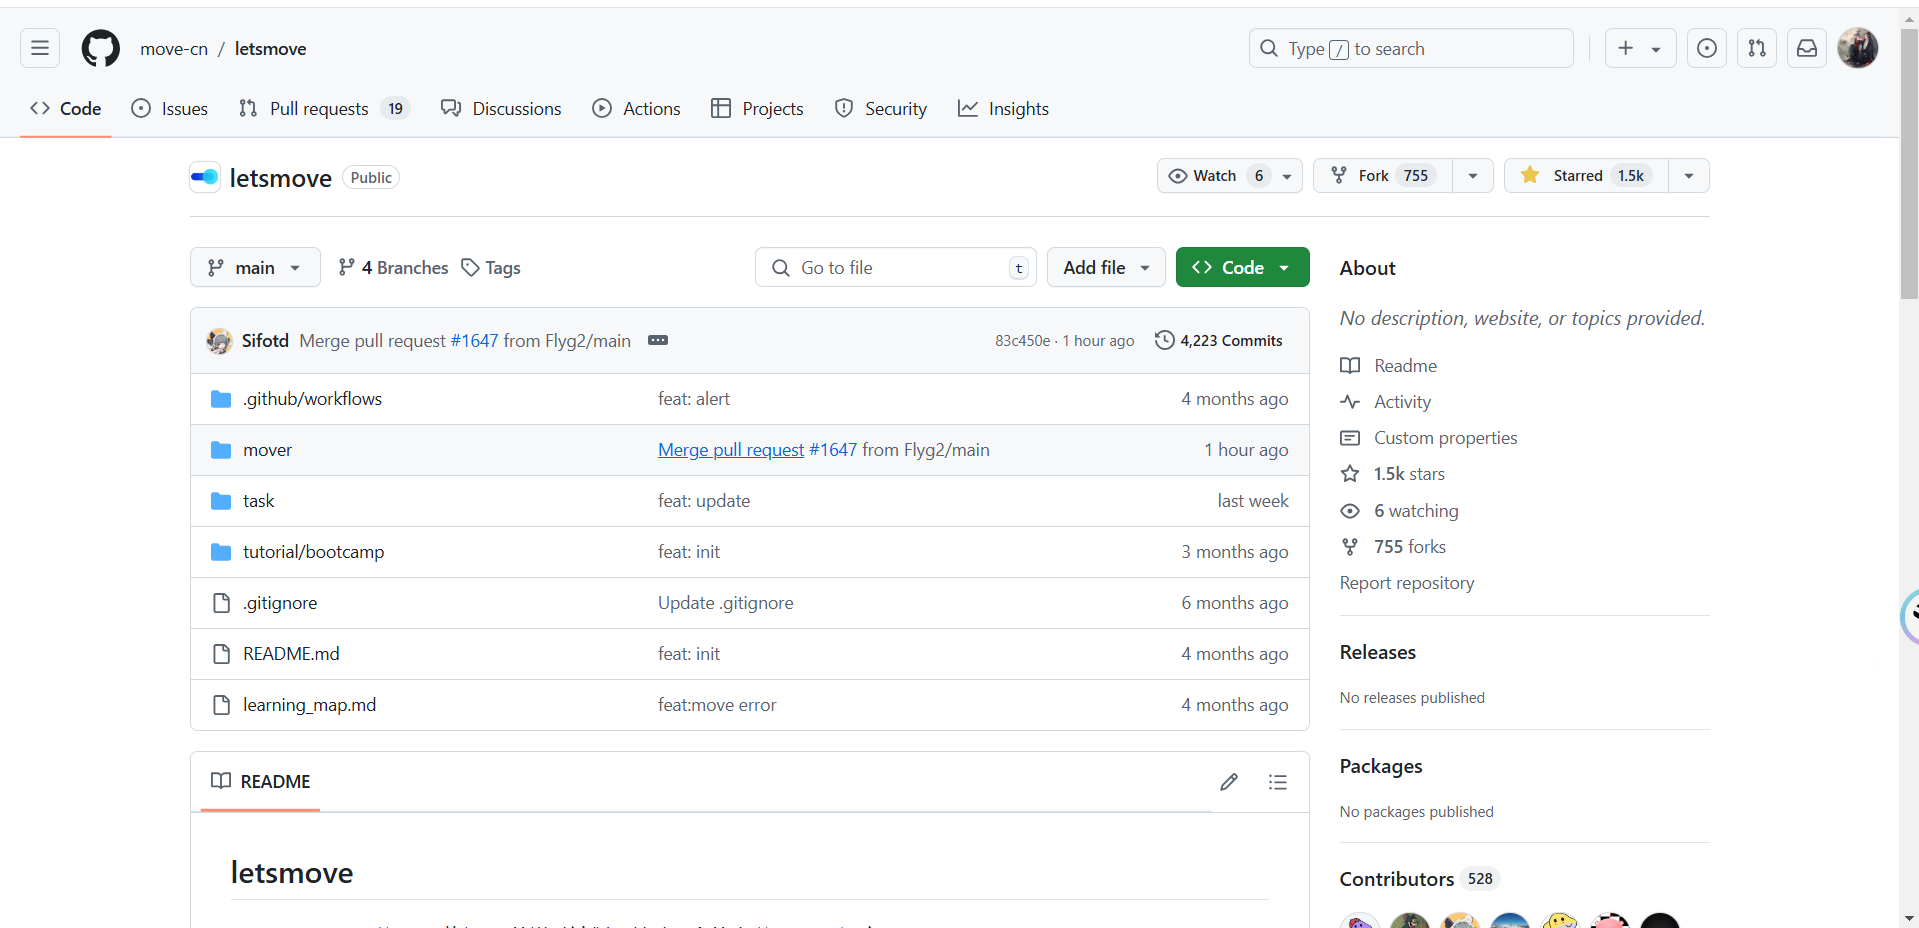 move-cn / letsmove
Type / to search
Code
Issues
Pull requests 19
Discussions
Actions
Projects
Security
Insights
letsmove Public
Watch 6
Fork 755
Starred 1.5k
main
4 Branches
Tags
Go to file t
Add file
Code
Sifotd Merge pull request #1647 from Flyg2/main
83c450e · 1 hour ago
4,223 Commits
.github/workflows feat: alert 4 months ago
mover Merge pull request #1647 from Flyg2/main 1 hour ago
task feat: update last week
tutorial/bootcamp feat: init 3 months ago
.gitignore Update .gitignore 6 months ago
README.md feat: init 4 months ago
learning_map.md feat:move error 4 months ago
README
letsmove
About
No description, website, or topics provided.
Readme
Activity
Custom properties
1.5k stars
6 watching
755 forks
Report repository
Releases
No releases published
Packages
No packages published
Contributors 528